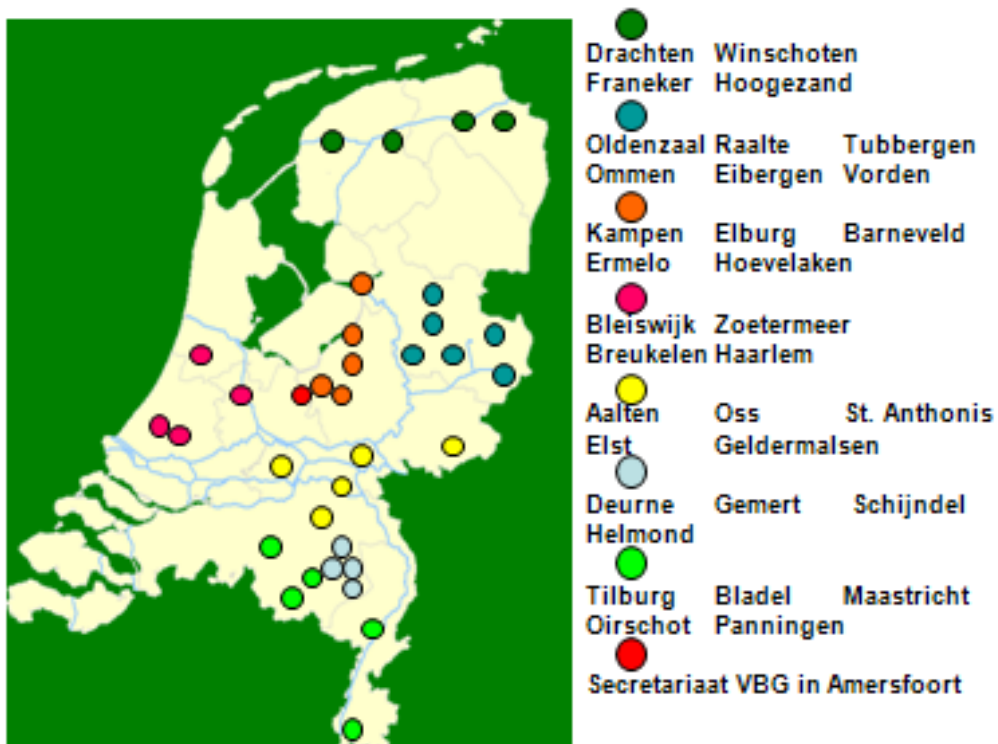 Drachten Winschoten
Franeker Hoogezand
Oldenzaal Raalte Tubbergen
Ommen Eibergen Vorden
Kampen Elburg Barneveld
Ermelo Hoevelaken
Bleiswijk Zoetermeer
Breukelen Haarlem
Aalten Oss St. Anthonis
Elst Geldermalsen
Deurne Gemert Schijndel
Helmond
Tilburg Bladel Maastricht
Oirschot Panningen
Secretariaat VBG in Amersfoort